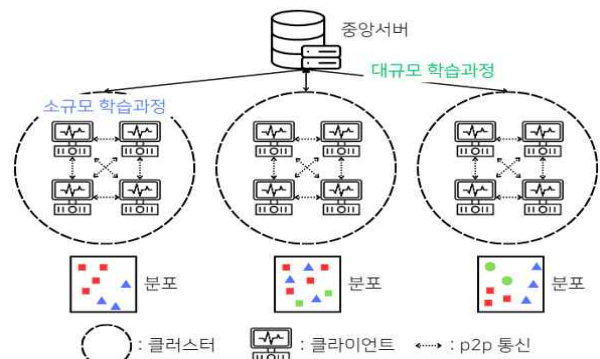 중앙서버
대규모 학습과정
소규모 학습과정
분포 분포 분포
: 클러스터 : 클라이언트 : p2p 통신